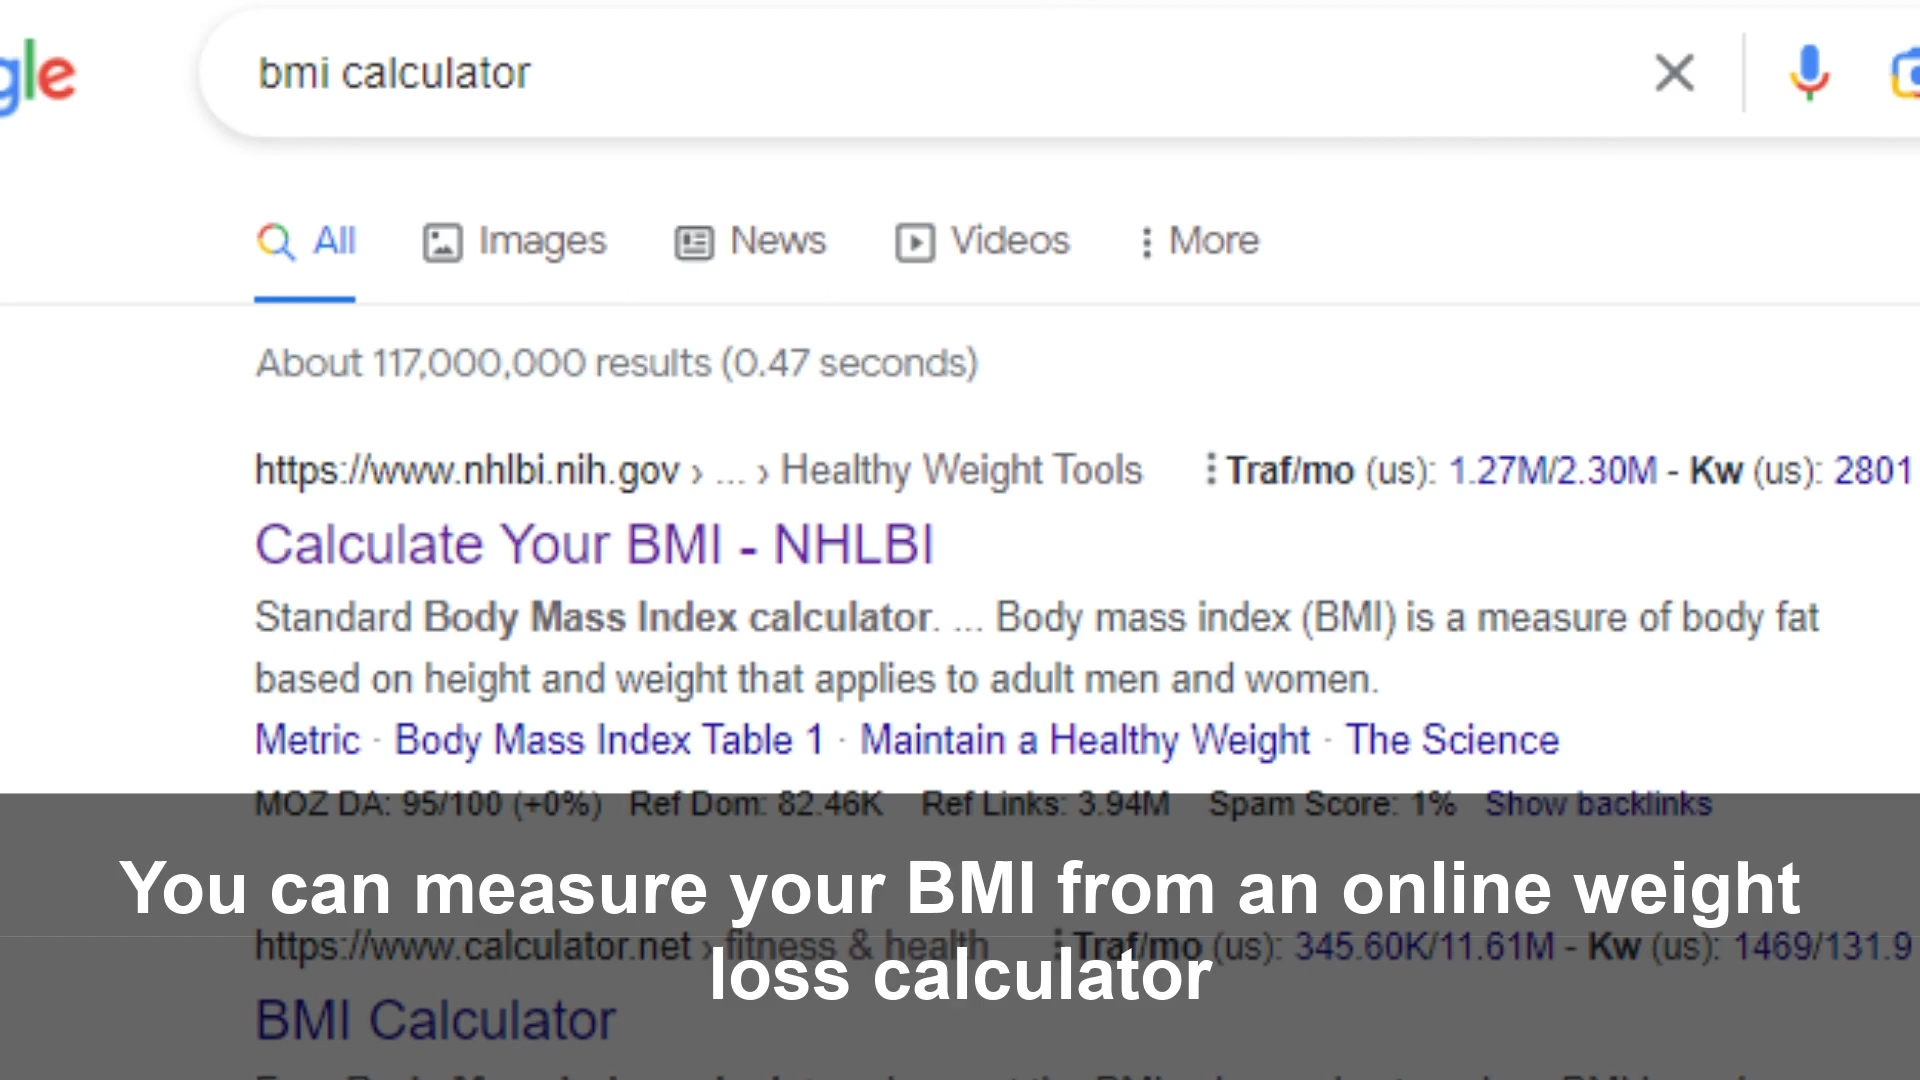 gle
bmi calculator
All Images News Videos More
About 117,000,000 results (0.47 seconds)
https://www.nhlbi.nih.gov › ... › Healthy Weight Tools Traf/mo (us): 1.27M/2.30M - Kw (us): 2801
Calculate Your BMI - NHLBI
Standard Body Mass Index calculator. ... Body mass index (BMI) is a measure of body fat
based on height and weight that applies to adult men and women.
Metric · Body Mass Index Table 1 · Maintain a Healthy Weight · The Science
MOZ DA: 95/100 (+0%) Ref Dom: 82.46K Ref Links: 3.94M Spam Score: 1% Show backlinks
You can measure your BMI from an online weight
loss calculator
https://www.calculator.net › fitness & health Traf/mo (us): 345.60K/11.61M - Kw (us): 1469/131.9
BMI Calculator